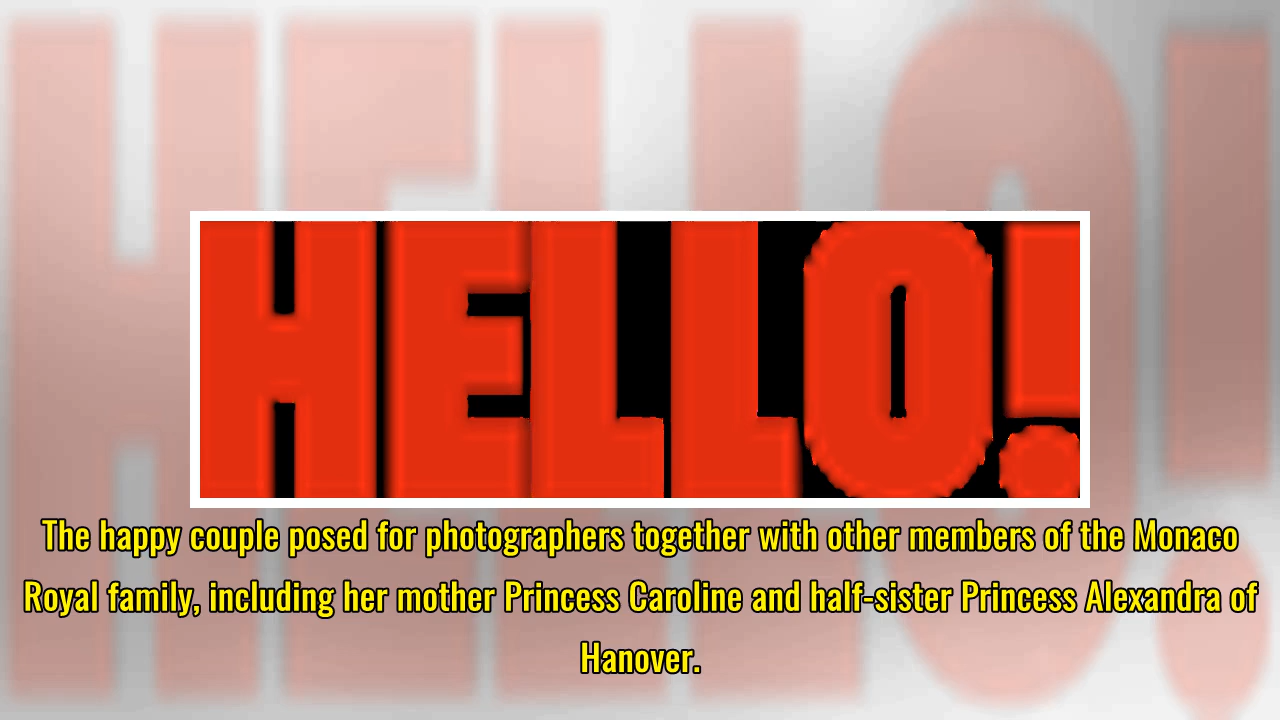 HELLO!
The happy couple posed for photographers together with other members of the Monaco
Royal family, including her mother Princess Caroline and half-sister Princess Alexandra of
Hanover.